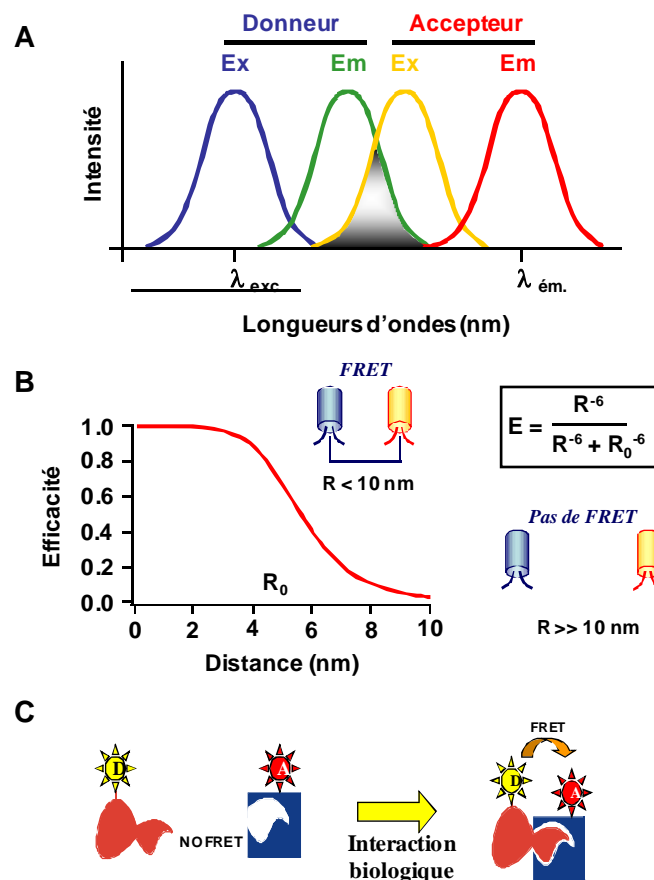 A
Donneur Accepteur
Ex Em Ex Em
Intensité
λ exc λ ém.
Longueurs d'ondes (nm)
B
FRET
R < 10 nm
E = R⁻⁶ / (R⁻⁶ + R₀⁻⁶)
Pas de FRET
R >> 10 nm
Efficacité
1.0
0.8
0.6
0.4
0.2
0.0
R₀
0 2 4 6 8 10
Distance (nm)
C
FRET
D A D A
NO FRET
Interaction
biologique